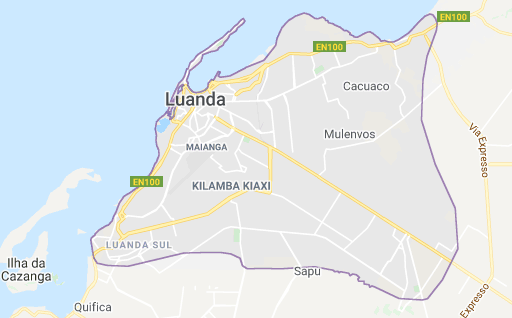 EN100
EN100
Cacuaco
Luanda
Mulenvos
Via Expresso
MAIANGA
EN100
KILAMBA KIAXI
LUANDA SUL
Ilha da
Cazanga
Sapu
Expresso
Quifica